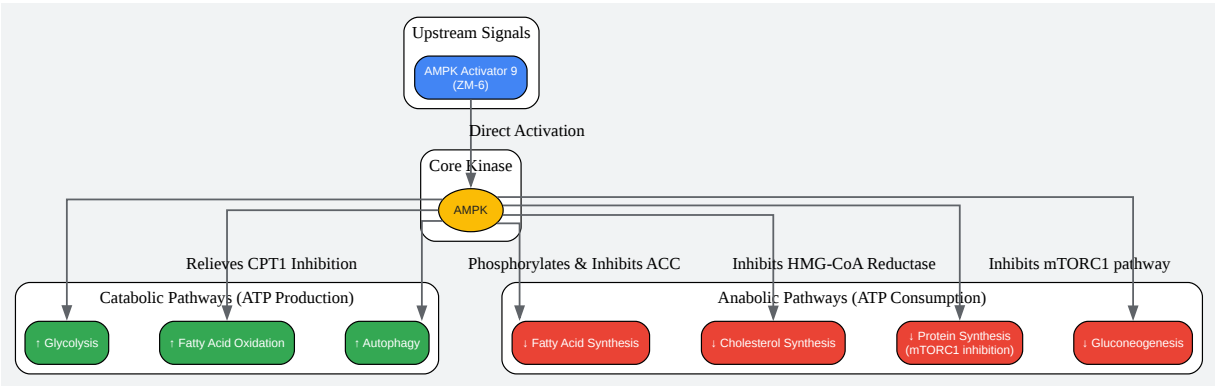 Upstream Signals
AMPK Activator 9
(ZM-6)
Direct Activation
Core Kinase
AMPK
Relieves CPT1 Inhibition
Phosphorylates & Inhibits ACC
Inhibits HMG-CoA Reductase
Inhibits mTORC1 pathway
Catabolic Pathways (ATP Production)
Anabolic Pathways (ATP Consumption)
↑ Glycolysis
↑ Fatty Acid Oxidation
↑ Autophagy
↓ Fatty Acid Synthesis
↓ Cholesterol Synthesis
↓ Protein Synthesis
(mTORC1 inhibition)
↓ Gluconeogenesis